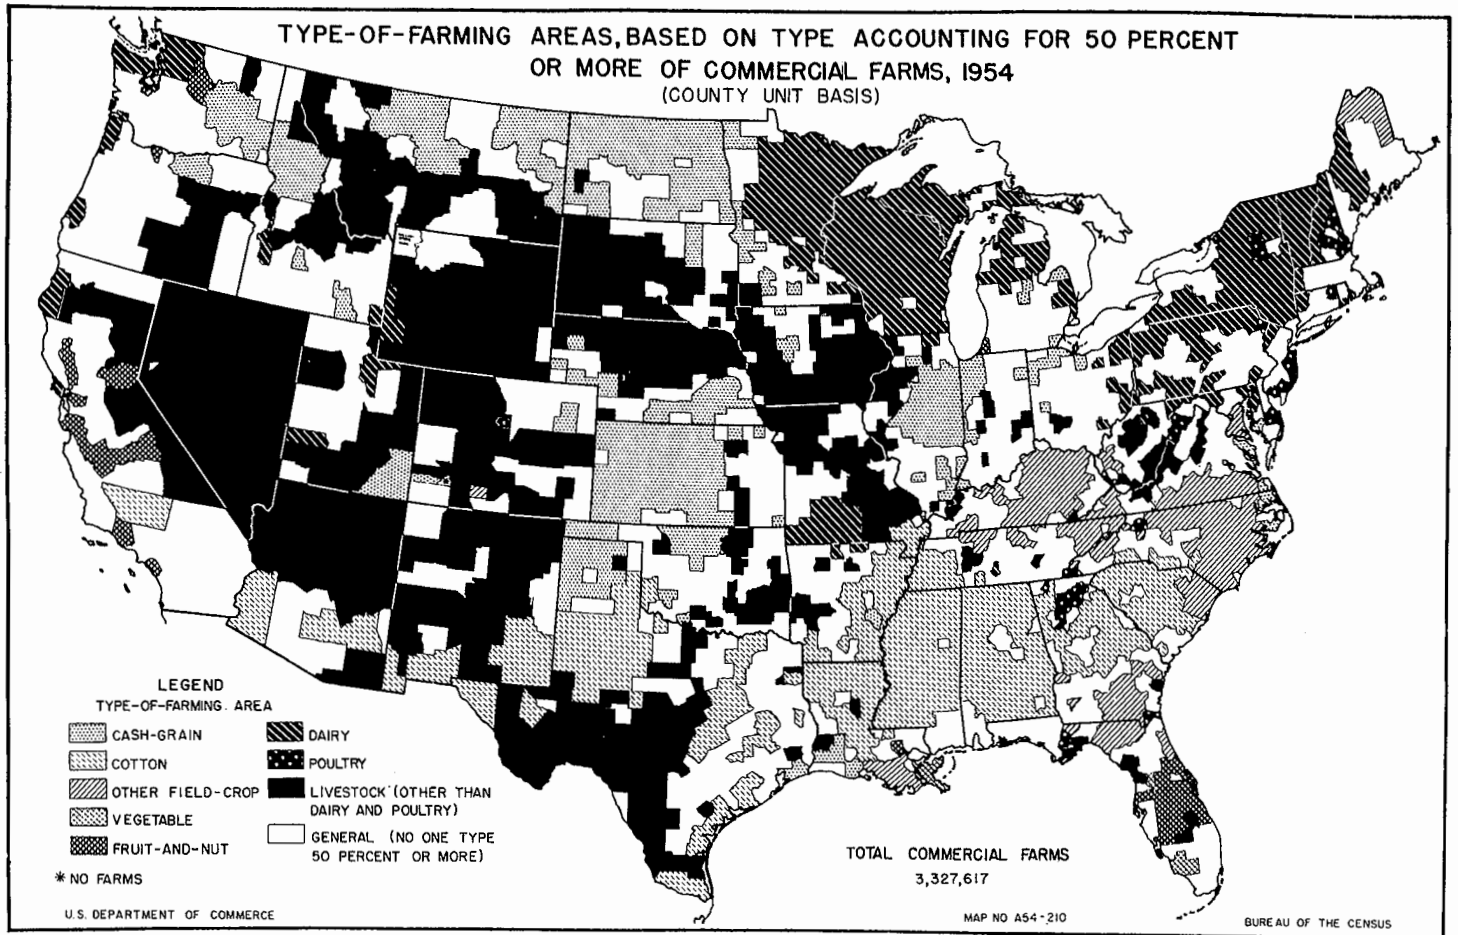 TYPE-OF-FARMING AREAS, BASED ON TYPE ACCOUNTING FOR 50 PERCENT
OR MORE OF COMMERCIAL FARMS, 1954
(COUNTY UNIT BASIS)
LEGEND
TYPE-OF-FARMING AREA
CASH-GRAIN
COTTON
OTHER FIELD-CROP
VEGETABLE
FRUIT-AND-NUT
DAIRY
POULTRY
LIVESTOCK (OTHER THAN
DAIRY AND POULTRY)
GENERAL (NO ONE TYPE
50 PERCENT OR MORE)
* NO FARMS
TOTAL COMMERCIAL FARMS
3,327,617
U.S. DEPARTMENT OF COMMERCE
MAP NO A54-210
BUREAU OF THE CENSUS